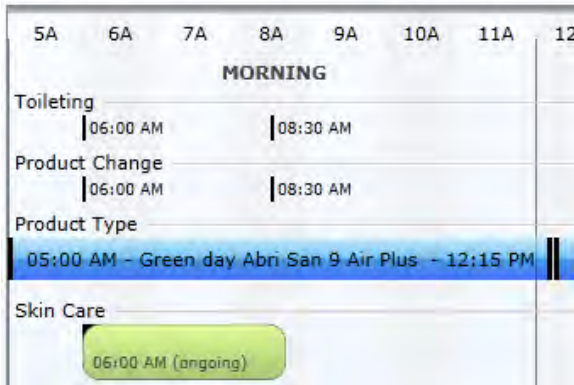 5A 6A 7A 8A 9A 10A 11A 12
MORNING
Toileting
06:00 AM 08:30 AM
Product Change
06:00 AM 08:30 AM
Product Type
05:00 AM - Green day Abri San 9 Air Plus - 12:15 PM
Skin Care
06:00 AM (ongoing)